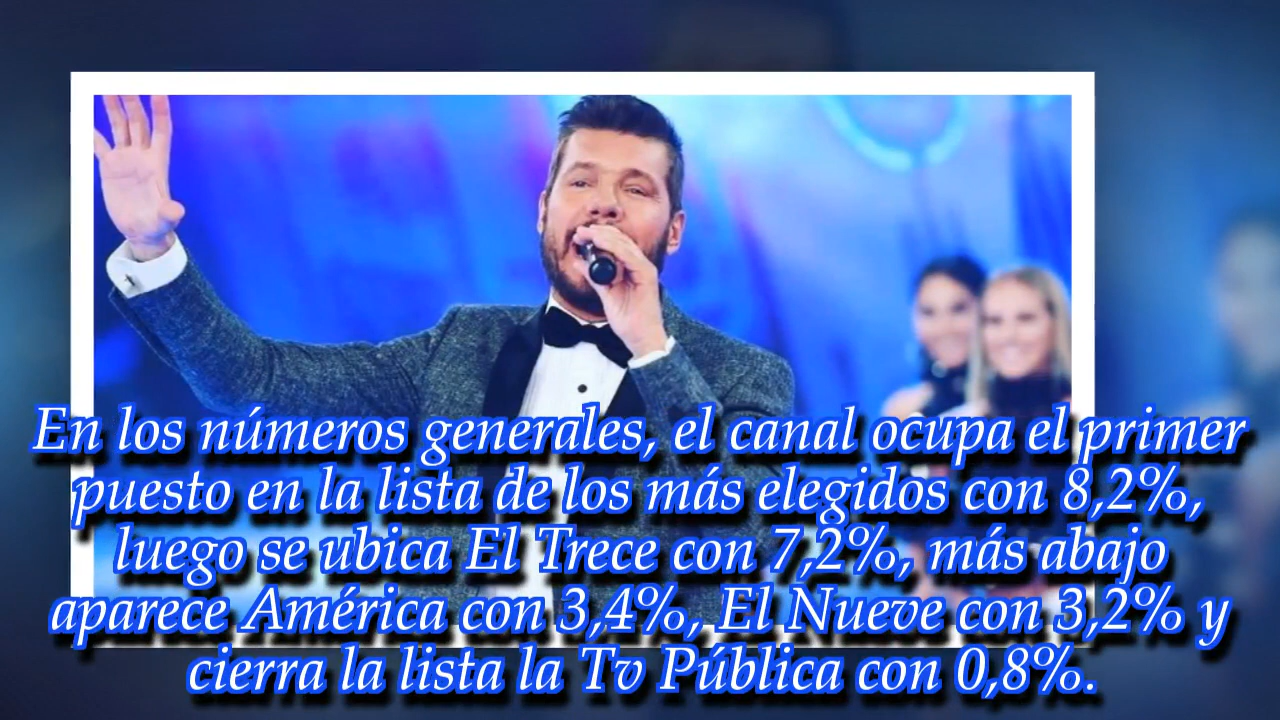 En los números generales, el canal ocupa el primer
puesto en la lista de los más elegidos con 8,2%,
luego se ubica El Trece con 7,2%, más abajo
aparece América con 3,4%, El Nueve con 3,2% y
cierra la lista la Tv Pública con 0,8%.